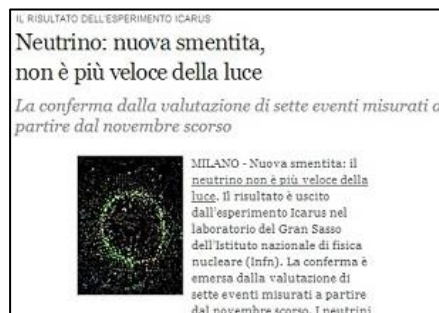 IL RISULTATO DELL'ESPERIMENTO ICARUS
Neutrino: nuova smentita,
non è più veloce della luce
La conferma dalla valutazione di sette eventi misurati a
partire dal novembre scorso
MILANO - Nuova smentita: il
neutrino non è più veloce della
luce. Il risultato è uscito
dall'esperimento Icarus nel
laboratorio del Gran Sasso
dell'Istituto nazionale di fisica
nucleare (Infn). La conferma è
emersa dalla valutazione di
sette eventi misurati a partire
dal novembre scorso. I neutrini